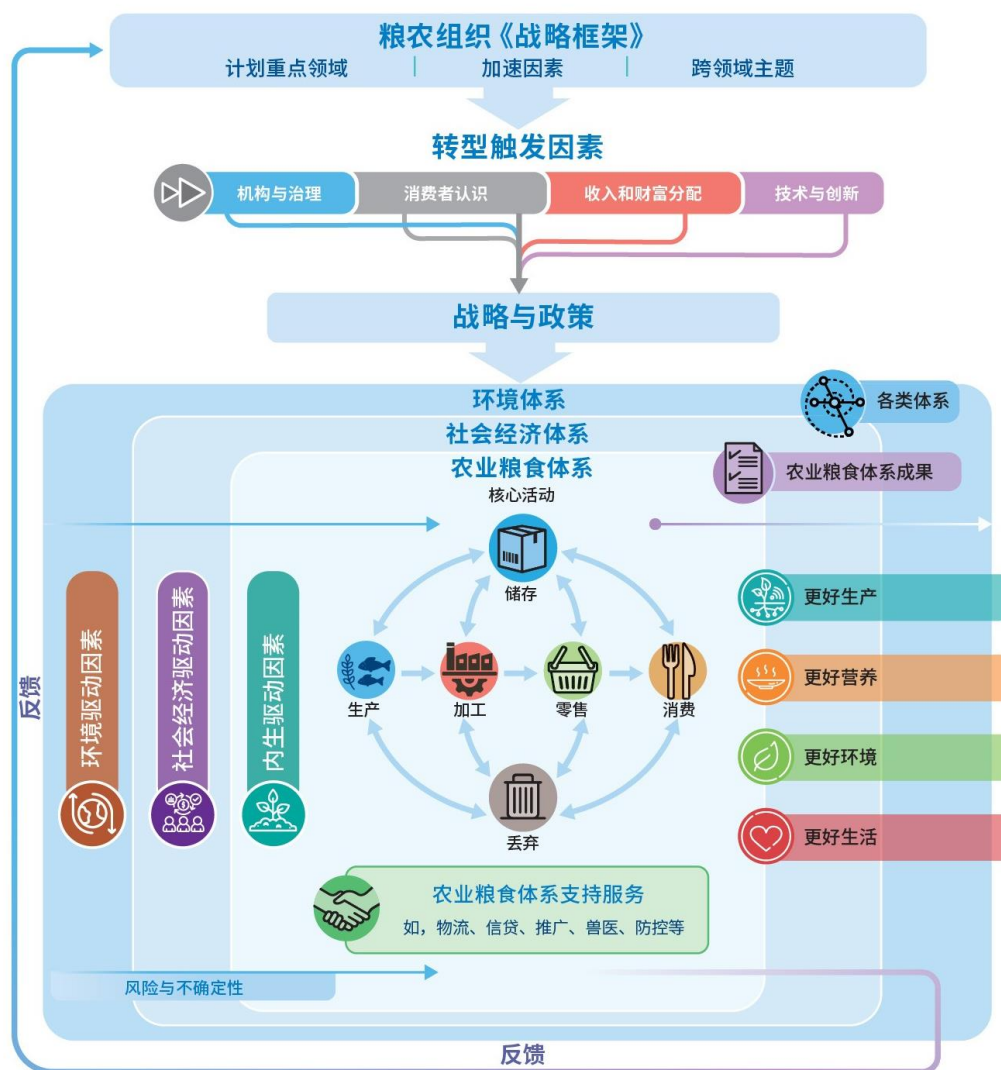 粮农组织《战略框架》
计划重点领域 | 加速因素 | 跨领域主题
转型触发因素
机构与治理
消费者认识
收入和财富分配
技术与创新
战略与政策
环境体系
各类体系
社会经济体系
农业粮食体系
农业粮食体系成果
核心活动
储存
生产
加工
零售
消费
丢弃
环境驱动因素
社会经济驱动因素
内生驱动因素
更好生产
更好营养
更好环境
更好生活
农业粮食体系支持服务
如，物流、信贷、推广、兽医、防控等
风险与不确定性
反馈
反馈